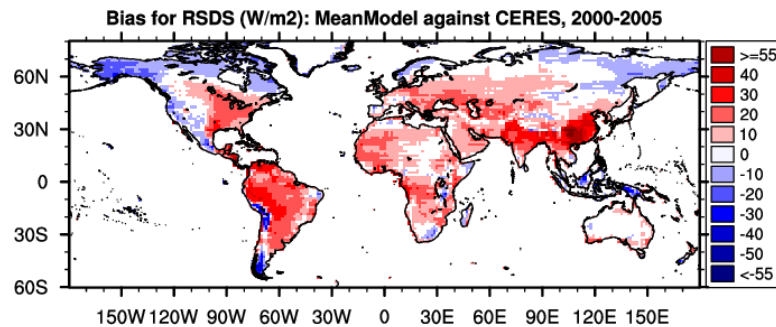 Bias for RSDS (W/m2): MeanModel against CERES, 2000-2005
60N
30N
0
30S
60S
150W 120W 90W 60W 30W 0 30E 60E 90E 120E 150E
>=55
40
30
20
10
0
-10
-20
-30
-40
-50
<-55